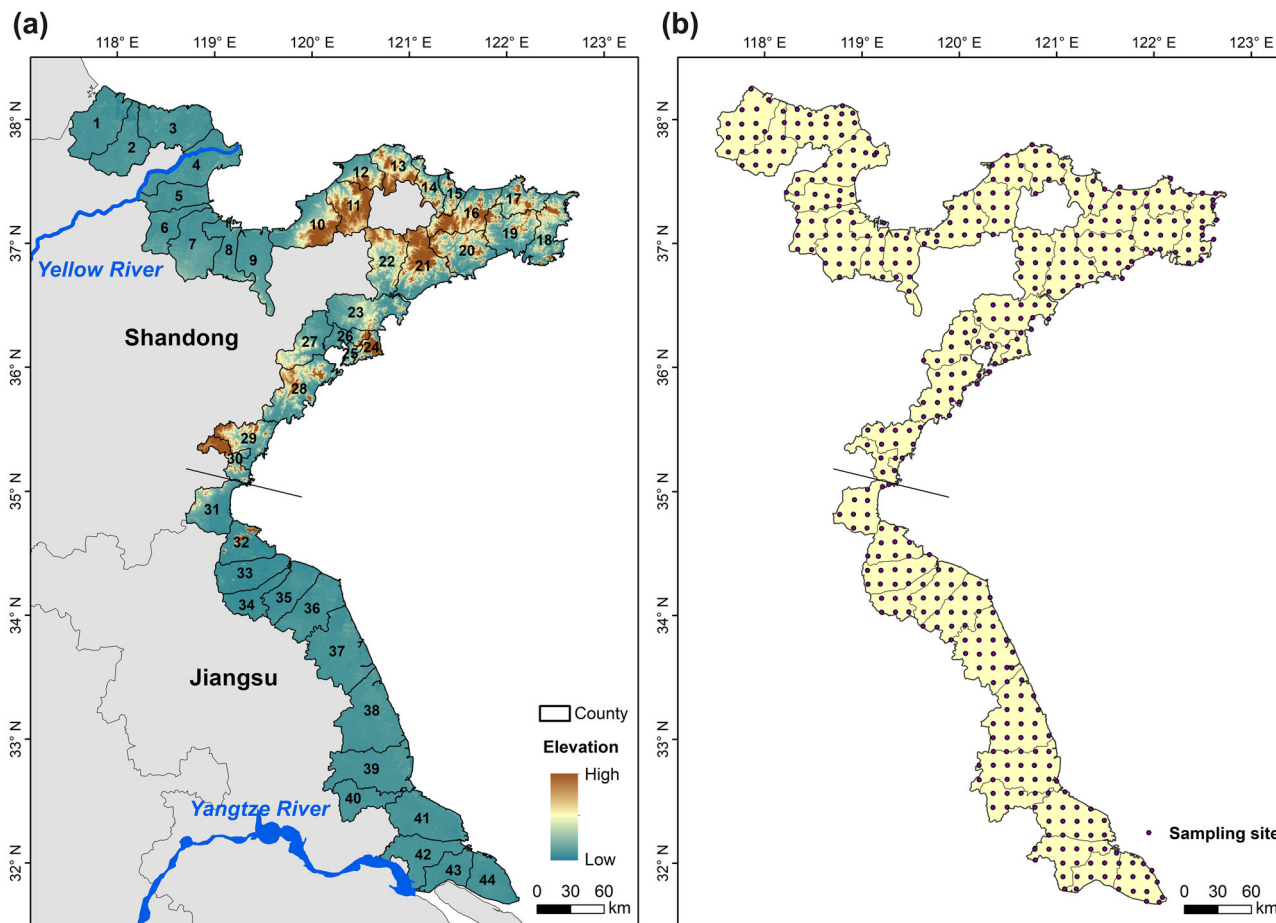 (a)
118° E 119° E 120° E 121° E 122° E 123° E
38° N
37° N
36° N
35° N
34° N
33° N
32° N
1
2
3
4
5
6
7
8
9
10
11
12
13
14
15
16
17
18
19
20
21
22
23
24
25
26
27
28
29
30
31
32
33
34
35
36
37
38
39
40
41
42
43
44
Yellow River
Shandong
Jiangsu
Yangtze River
County
Elevation
High
Low
0 30 60
km
(b)
118° E 119° E 120° E 121° E 122° E 123° E
38° N
37° N
36° N
35° N
34° N
33° N
32° N
Sampling site
0 30 60
km